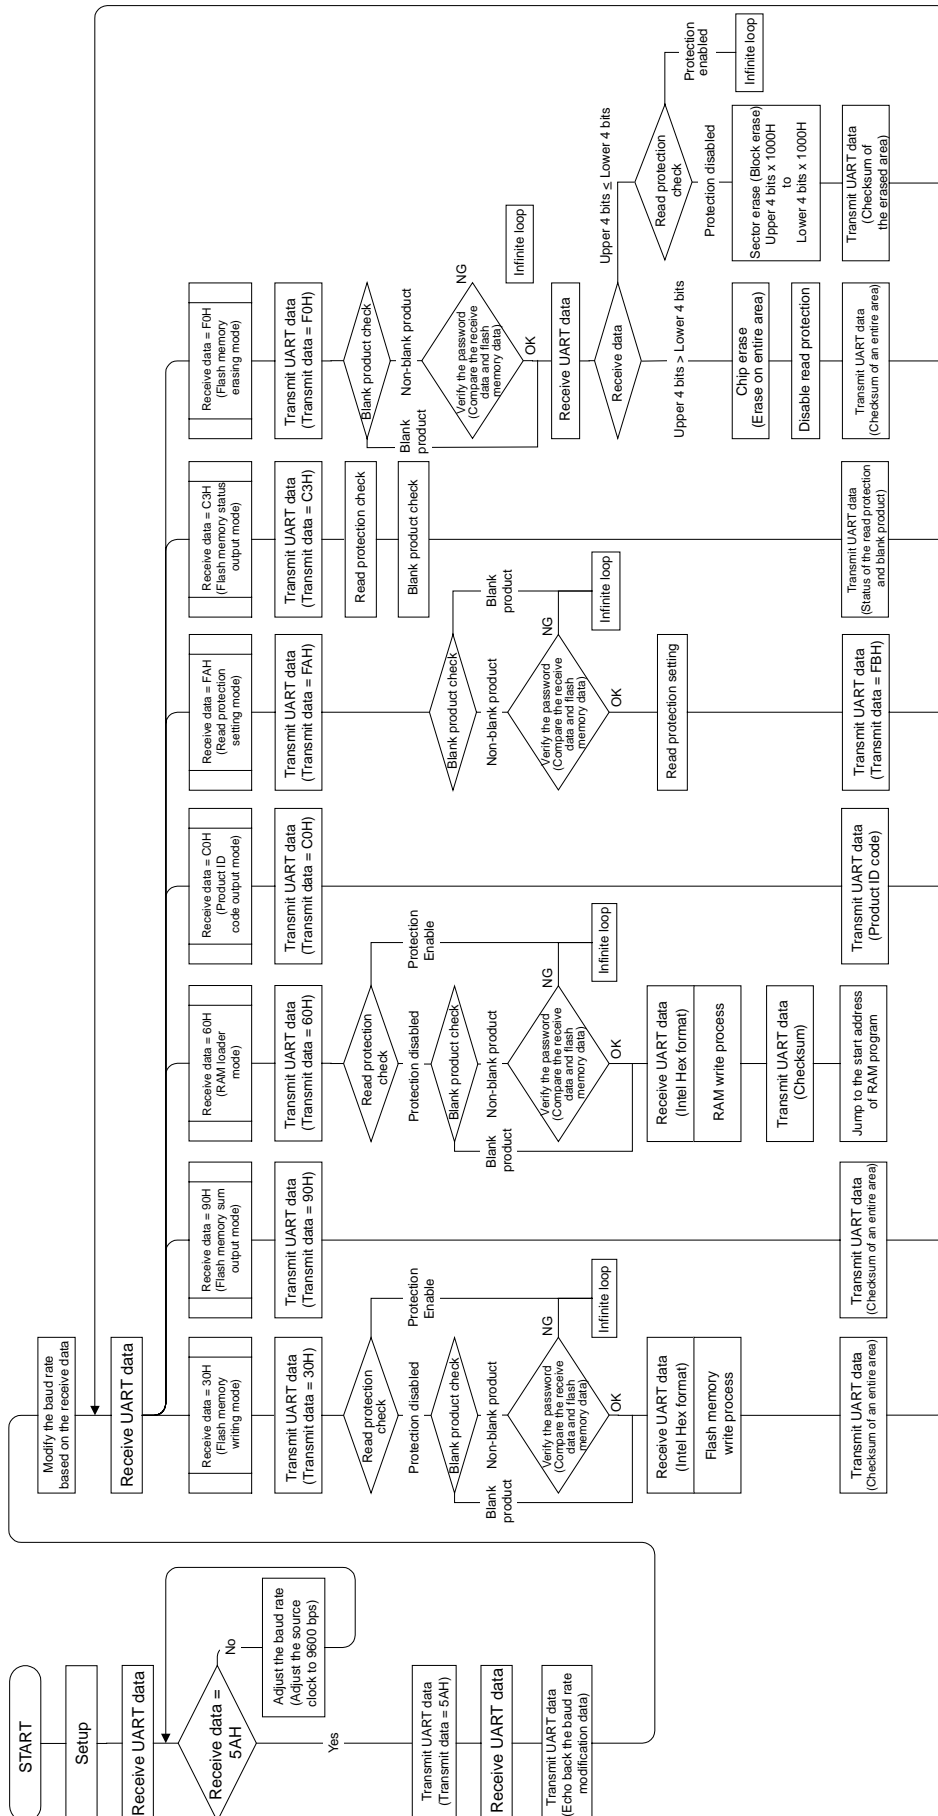 START
Setup
Receive UART data
Receive data =
5AH
No
Adjust the baud rate
(Adjust the source
clock to 9600 bps)
Yes
Transmit UART data
(Transmit data = 5AH)
Receive UART data
Transmit UART data
(Echo back the baud rate
modification data)
Modify the baud rate
based on the receive data
Receive UART data
Receive data = 30H
(Flash memory
writing mode)
Transmit UART data
(Transmit data = 30H)
Read protection
check
Protection
Enable
Protection disabled
Blank product check
Blank
product
Non-blank product
Verify the password
(Compare the receive
data and flash
memory data)
NG
Infinite loop
OK
Receive UART data
(Intel Hex format)
Flash memory
write process
Transmit UART data
(Checksum of an entire area)
Receive data = 90H
(Flash memory sum
output mode)
Transmit UART data
(Transmit data = 90H)
Transmit UART data
(Checksum of an entire area)
Receive data = 60H
(RAM loader
mode)
Transmit UART data
(Transmit data = 60H)
Read protection
check
Protection
Enable
Protection disabled
Blank product check
Blank
product
Non-blank product
Verify the password
(Compare the receive
data and flash
memory data)
NG
Infinite loop
OK
Receive UART data
(Intel Hex format)
RAM write process
Transmit UART data
(Checksum)
Jump to the start address
of RAM program
Receive data = C0H
(Product ID
code output mode)
Transmit UART data
(Transmit data = C0H)
Transmit UART data
(Product ID code)
Receive data = FAH
(Read protection
setting mode)
Transmit UART data
(Transmit data = FAH)
Blank product check
Blank
product
Non-blank product
Verify the password
(Compare the receive
data and flash
memory data)
NG
Infinite loop
OK
Read protection setting
Transmit UART data
(Transmit data = FBH)
Receive data = C3H
(Flash memory status
output mode)
Transmit UART data
(Transmit data = C3H)
Read protection check
Blank product check
Transmit UART data
(Status of the read protection
and blank product)
Receive data = F0H
(Flash memory
erasing mode)
Transmit UART data
(Transmit data = F0H)
Blank product check
Blank
product
Non-blank product
Verify the password
(Compare the receive
data and flash
memory data)
NG
Infinite loop
OK
Receive UART data
Receive data
Upper 4 bits > Lower 4 bits
Upper 4 bits ≤ Lower 4 bits
Chip erase
(Erase on entire area)
Disable read protection
Transmit UART data
(Checksum of an entire area)
Read protection
check
Protection
enabled
Infinite loop
Protection disabled
Sector erase (Block erase)
Upper 4 bits x 1000H
to
Lower 4 bits x 1000H
Transmit UART data
(Checksum of
the erased area)